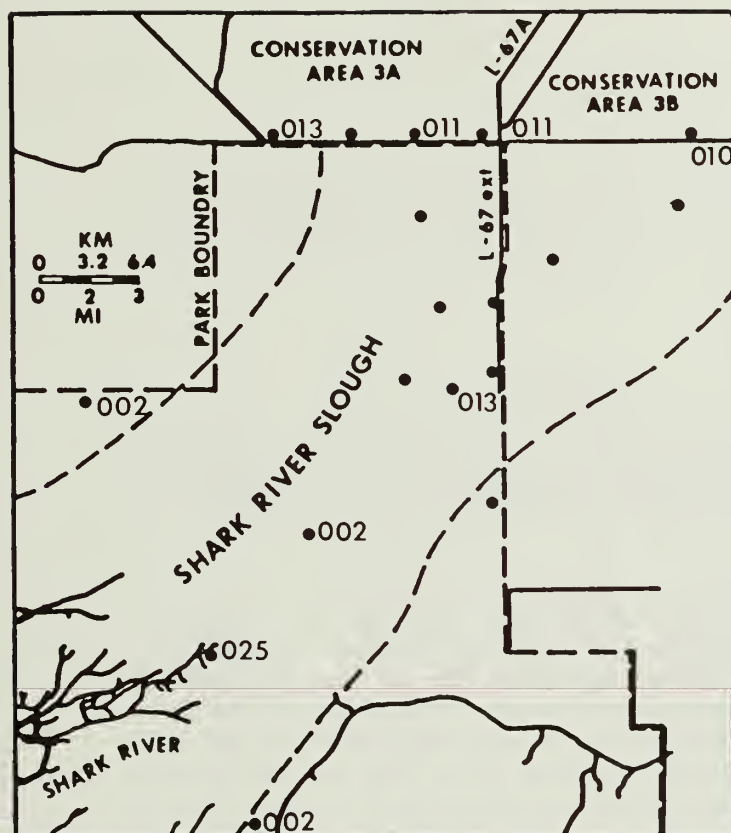 CONSERVATION
AREA 3A
L-67A
CONSERVATION
AREA 3B
013
011
011
010
L-67 ext
PARK BOUNDRY
KM
0 3.2 6.4
0 2 3
MI
002
013
SHARK RIVER SLOUGH
002
025
SHARK RIVER
002